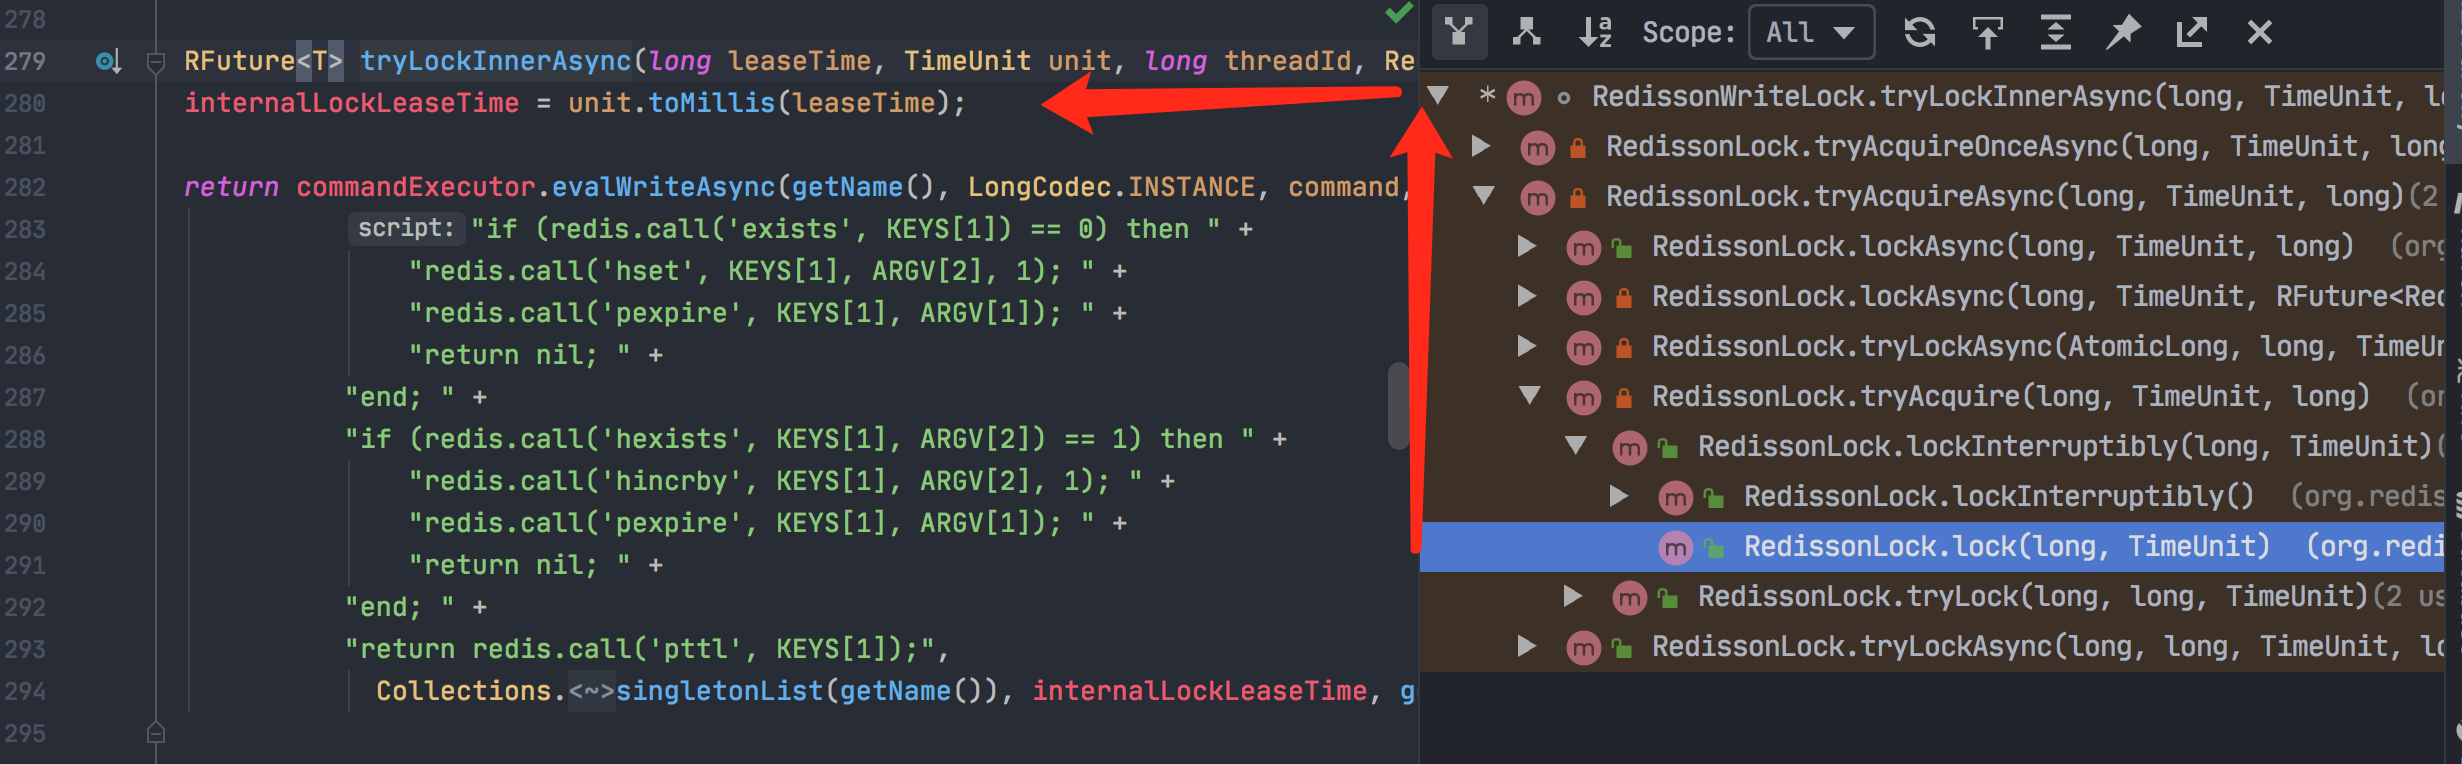 278
279 RFuture<T> tryLockInnerAsync(long leaseTime, TimeUnit unit, long threadId, Re
280 internalLockLeaseTime = unit.toMillis(leaseTime);
281
282 return commandExecutor.evalWriteAsync(getName(), LongCodec.INSTANCE, command,
283 script: "if (redis.call('exists', KEYS[1]) == 0) then " +
284 "redis.call('hset', KEYS[1], ARGV[2], 1); " +
285 "redis.call('pexpire', KEYS[1], ARGV[1]); " +
286 "return nil; " +
287 "end; " +
288 "if (redis.call('hexists', KEYS[1], ARGV[2]) == 1) then " +
289 "redis.call('hincrby', KEYS[1], ARGV[2], 1); " +
290 "redis.call('pexpire', KEYS[1], ARGV[1]); " +
291 "return nil; " +
292 "end; " +
293 "return redis.call('pttl', KEYS[1]);",
294 Collections.<~>singletonList(getName()), internalLockLeaseTime, g
295
Scope: All
* m RedissonWriteLock.tryLockInnerAsync(long, TimeUnit, l
m RedissonLock.tryAcquireOnceAsync(long, TimeUnit, long
m RedissonLock.tryAcquireAsync(long, TimeUnit, long)(2
m RedissonLock.lockAsync(long, TimeUnit, long) (org
m RedissonLock.lockAsync(long, TimeUnit, RFuture<Red
m RedissonLock.tryLockAsync(AtomicLong, long, TimeUn
m RedissonLock.tryAcquire(long, TimeUnit, long) (or
m RedissonLock.lockInterruptibly(long, TimeUnit)(
m RedissonLock.lockInterruptibly() (org.redis
m RedissonLock.lock(long, TimeUnit) (org.redi
m RedissonLock.tryLock(long, long, TimeUnit)(2 us
m RedissonLock.tryLockAsync(long, long, TimeUnit, lo